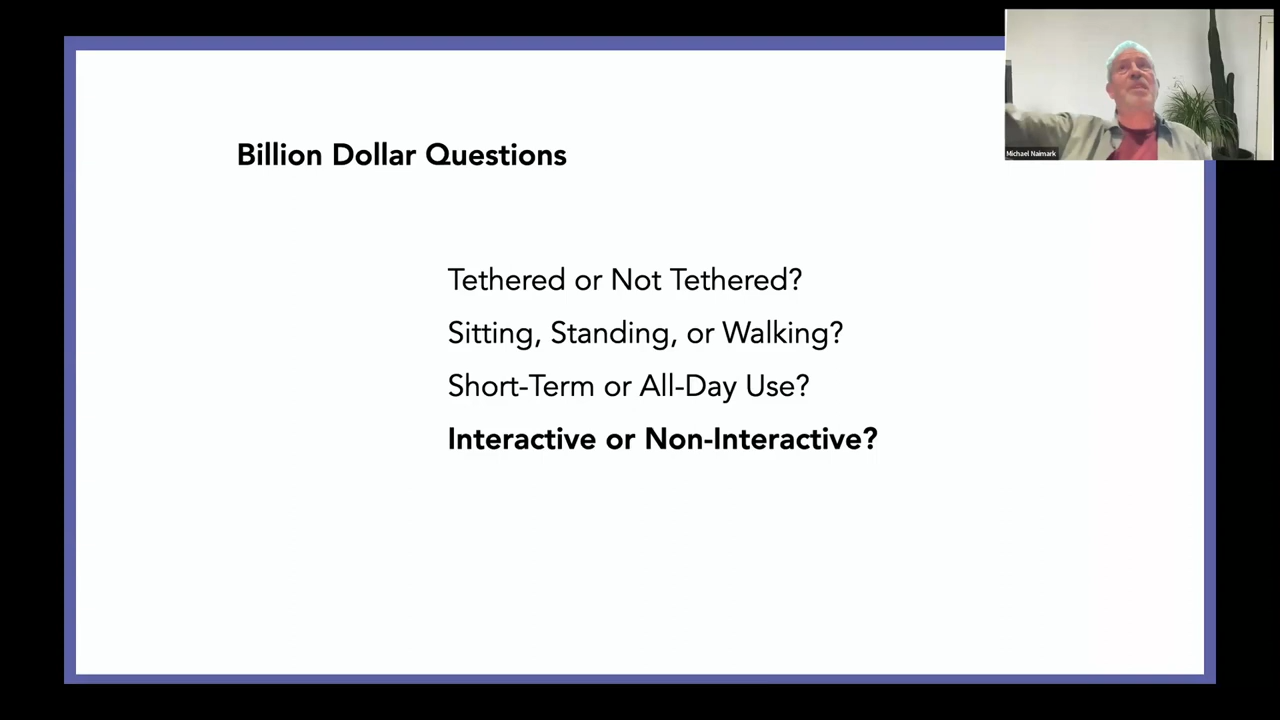 Billion Dollar Questions
Tethered or Not Tethered?
Sitting, Standing, or Walking?
Short-Term or All-Day Use?
Interactive or Non-Interactive?
Michael Naimark